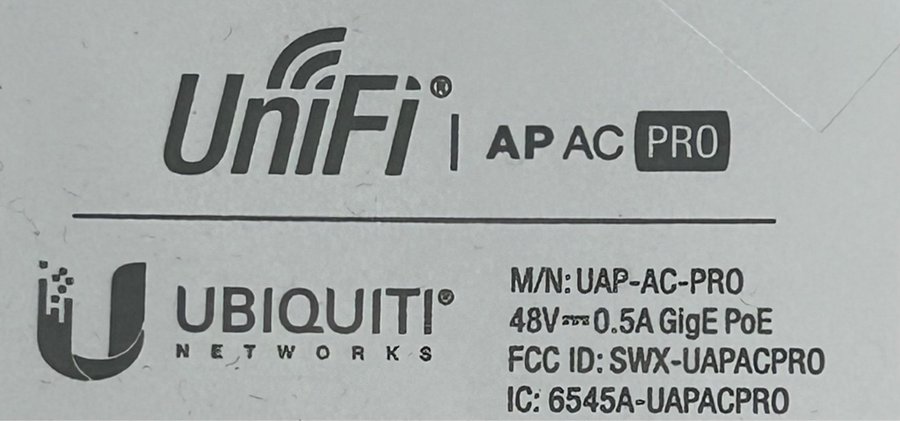 UniFi® | AP AC PRO
UBIQUITI®
NETWORKS
M/N: UAP-AC-PRO
48V⎓0.5A GigE PoE
FCC ID: SWX-UAPACPRO
IC: 6545A-UAPACPRO